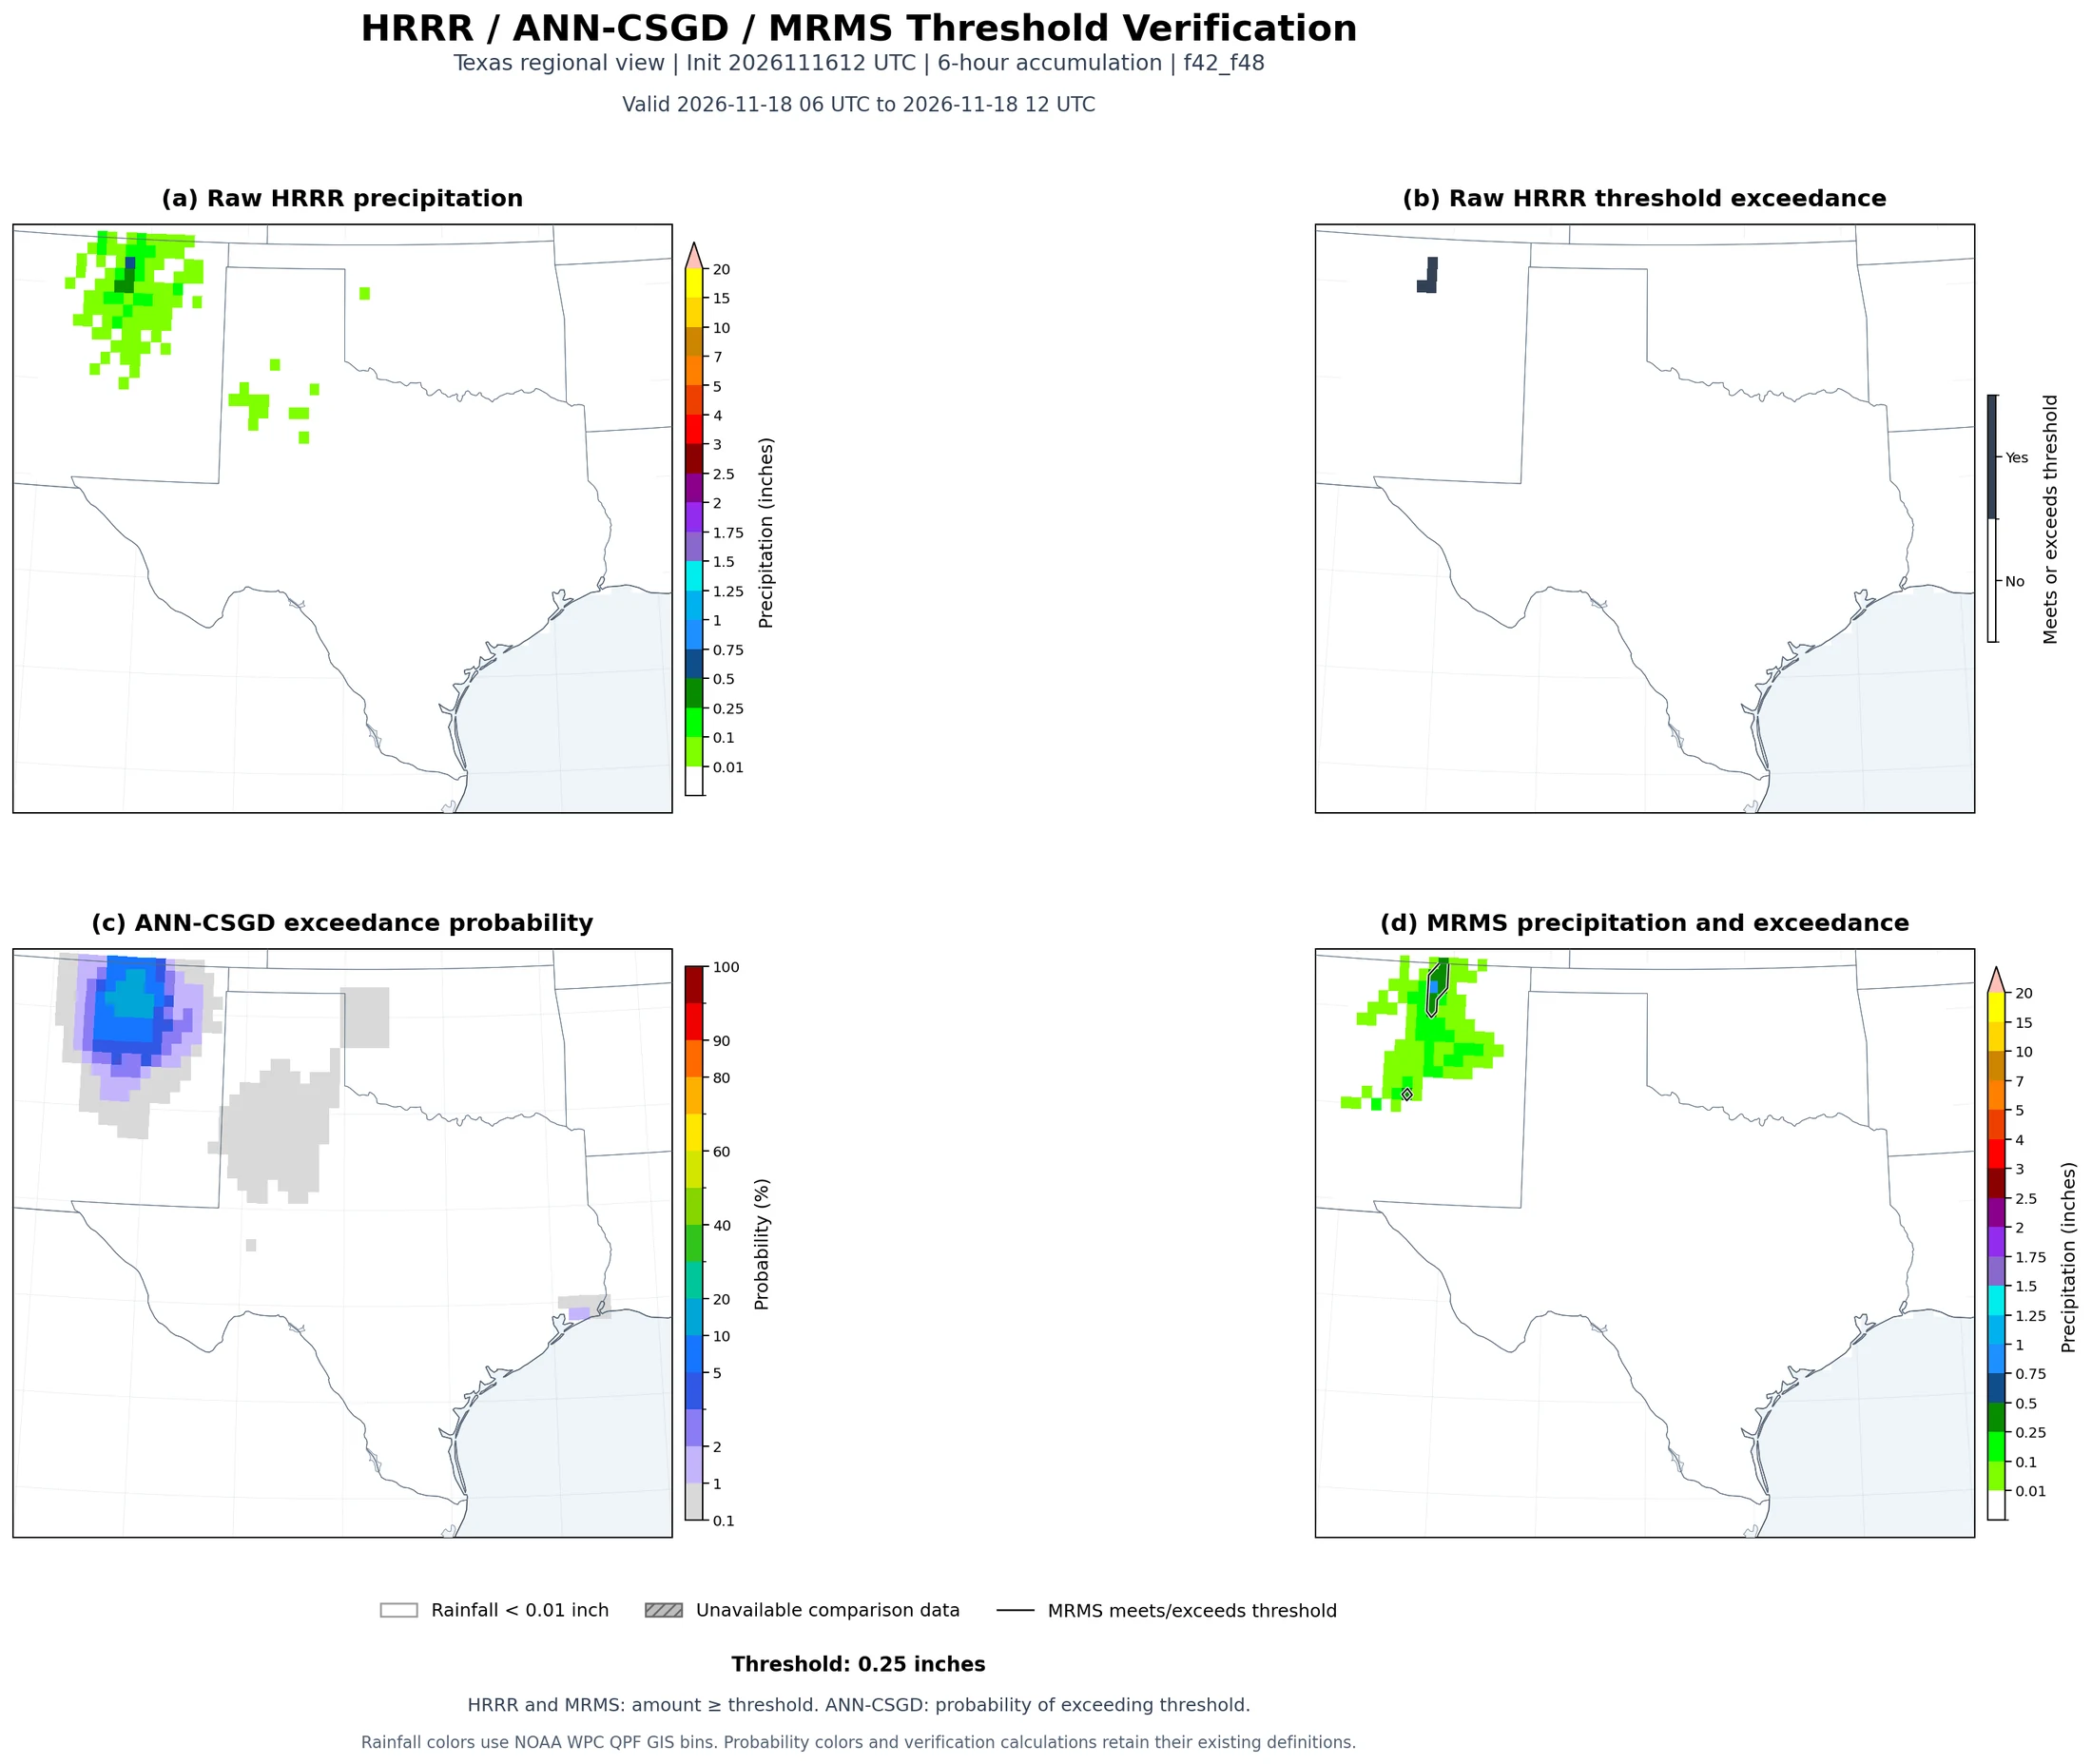 HRRR / ANN-CSGD / MRMS Threshold Verification
Texas regional view | Init 2026111612 UTC | 6-hour accumulation | f42_f48
Valid 2026-11-18 06 UTC to 2026-11-18 12 UTC
(a) Raw HRRR precipitation
20
15
10
7
5
4
3
2.5
2
1.75
1.5
1.25
1
0.75
0.5
0.25
0.1
0.01
Precipitation (inches)
(b) Raw HRRR threshold exceedance
Yes
No
Meets or exceeds threshold
(c) ANN-CSGD exceedance probability
100
90
80
60
40
20
10
5
2
1
0.1
Probability (%)
(d) MRMS precipitation and exceedance
20
15
10
7
5
4
3
2.5
2
1.75
1.5
1.25
1
0.75
0.5
0.25
0.1
0.01
Precipitation (inches)
Rainfall < 0.01 inch
Unavailable comparison data
MRMS meets/exceeds threshold
Threshold: 0.25 inches
HRRR and MRMS: amount ≥ threshold. ANN-CSGD: probability of exceeding threshold.
Rainfall colors use NOAA WPC QPF GIS bins. Probability colors and verification calculations retain their existing definitions.